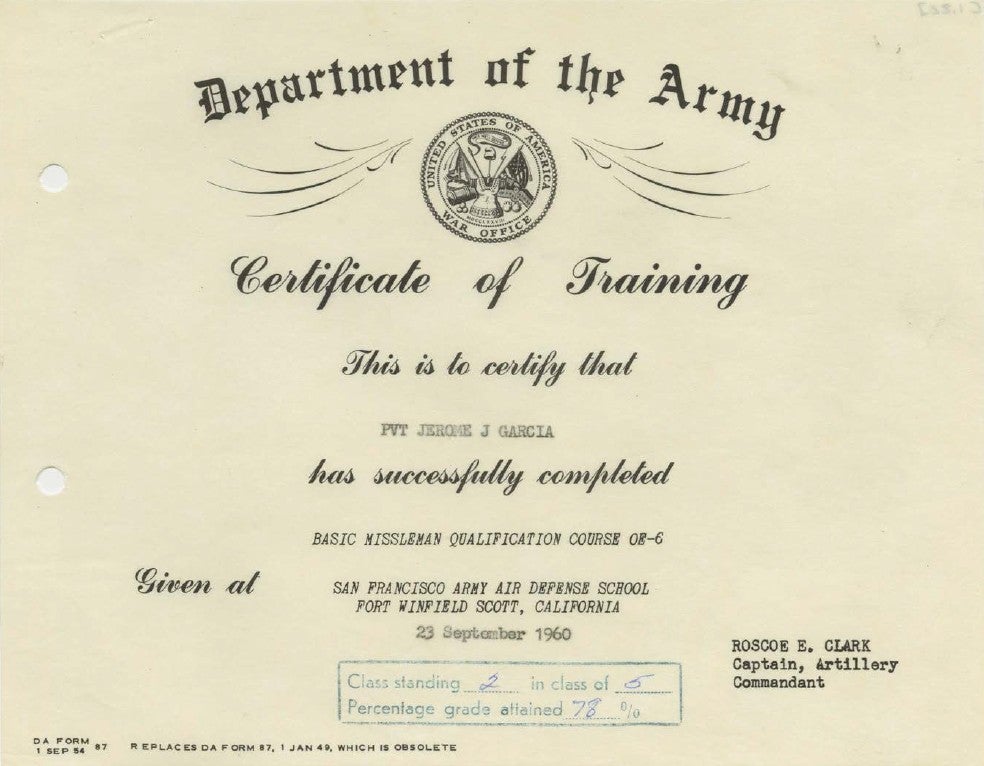 Department of the Army
UNITED STATES OF AMERICA
WAR OFFICE
Certificate of Training
This is to certify that
PVT JEROME J GARCIA
has successfully completed
BASIC MISSLEMAN QUALIFICATION COURSE OE-6
Given at SAN FRANCISCO ARMY AIR DEFENSE SCHOOL
FORT WINFIELD SCOTT, CALIFORNIA
23 September 1960
ROSCOE E. CLARK
Captain, Artillery
Commandant
Class standing 2 in class of 5
Percentage grade attained 78 %
DA FORM 87
1 SEP 54
REPLACES DA FORM 87, 1 JAN 49, WHICH IS OBSOLETE